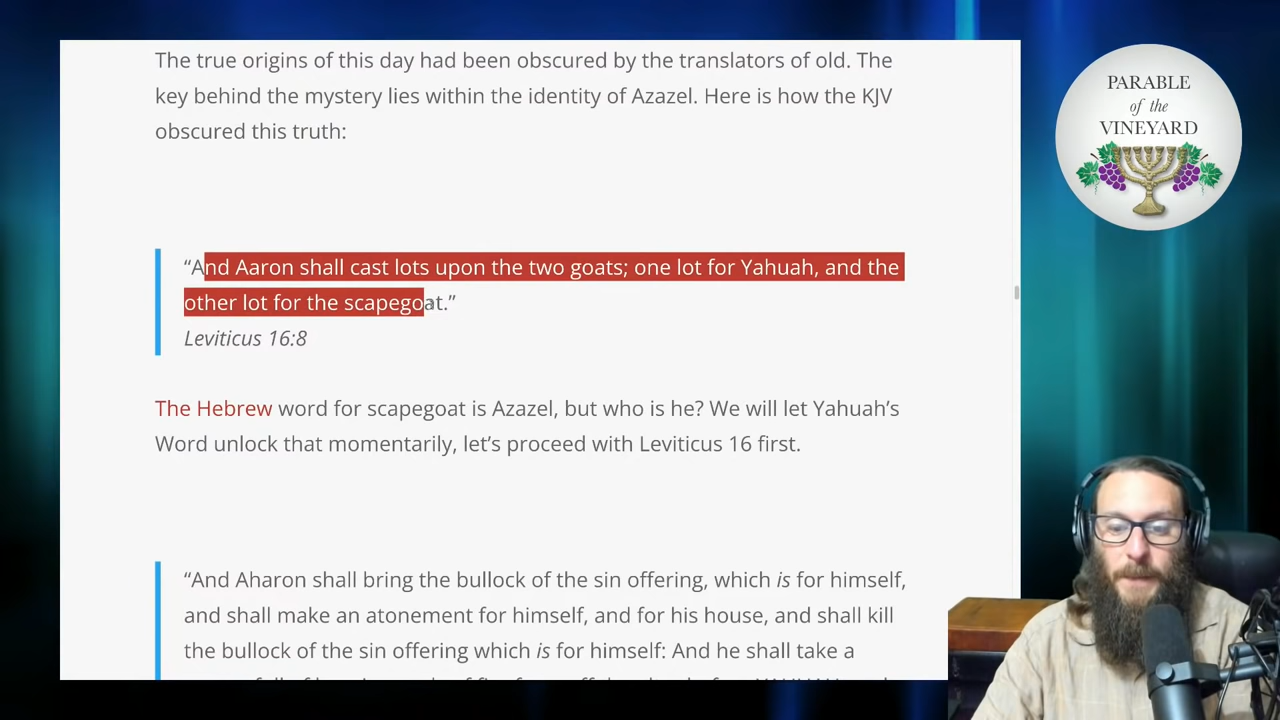 The true origins of this day had been obscured by the translators of old. The
key behind the mystery lies within the identity of Azazel. Here is how the KJV
obscured this truth:
“And Aaron shall cast lots upon the two goats; one lot for Yahuah, and the
other lot for the scapegoat.”
Leviticus 16:8
The Hebrew word for scapegoat is Azazel, but who is he? We will let Yahuah’s
Word unlock that momentarily, let’s proceed with Leviticus 16 first.
“And Aharon shall bring the bullock of the sin offering, which is for himself,
and shall make an atonement for himself, and for his house, and shall kill
the bullock of the sin offering which is for himself: And he shall take a
PARABLE
of the
VINEYARD